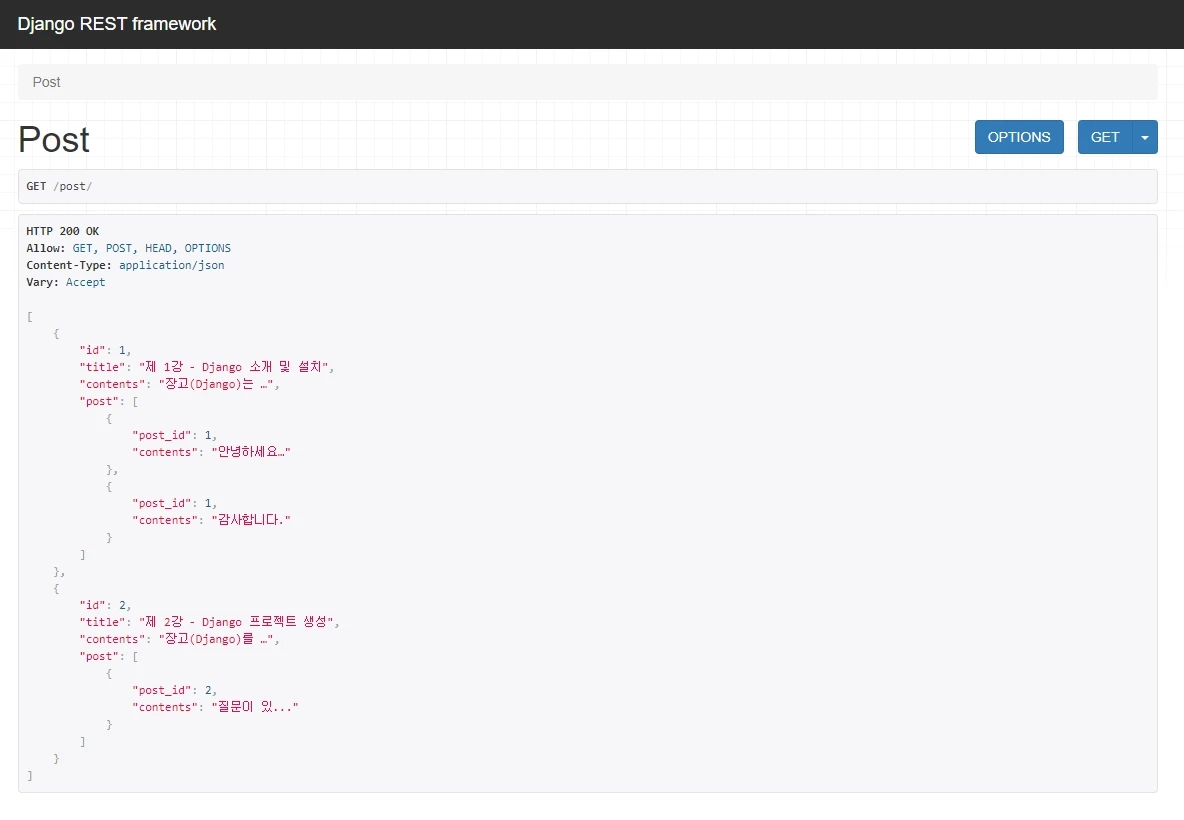 Django REST framework
Post
Post
OPTIONS
GET
GET /post/
HTTP 200 OK
Allow: GET, POST, HEAD, OPTIONS
Content-Type: application/json
Vary: Accept
[
    {
        "id": 1,
        "title": "제 1강 - Django 소개 및 설치",
        "contents": "장고(Django)는 …",
        "post": [
            {
                "post_id": 1,
                "contents": "안녕하세요…"
            },
            {
                "post_id": 1,
                "contents": "감사합니다."
            }
        ]
    },
    {
        "id": 2,
        "title": "제 2강 - Django 프로젝트 생성",
        "contents": "장고(Django)를 …",
        "post": [
            {
                "post_id": 2,
                "contents": "질문이 있..."
            }
        ]
    }
]